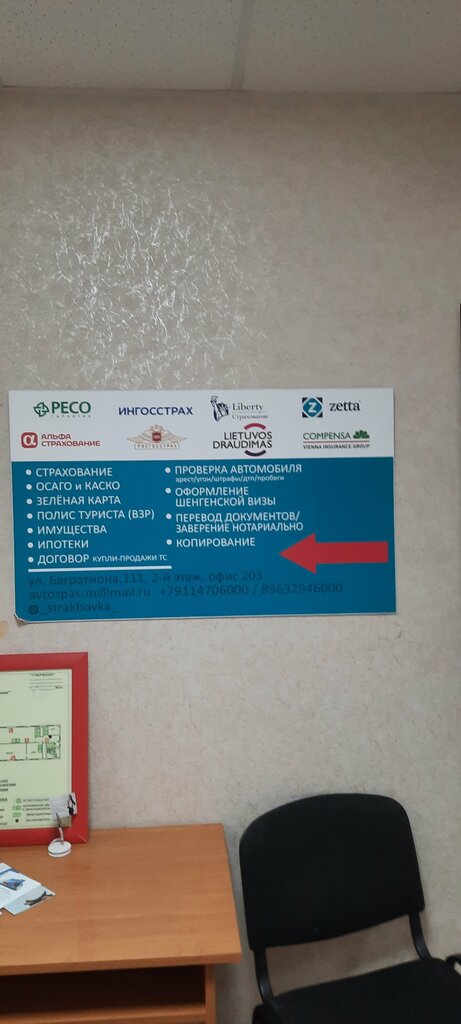 РЕСО
ГАРАНТИЯ
ИНГОССТРАХ
Liberty
Страхование
zetta
АЛЬФА
СТРАХОВАНИЕ
РОСГОССТРАХ
LIETUVOS
DRAUDIMAS
COMPENSA
VIENNA INSURANCE GROUP
• СТРАХОВАНИЕ
• ОСАГО и КАСКО
• ЗЕЛЁНАЯ КАРТА
• ПОЛИС ТУРИСТА (ВЗР)
• ИМУЩЕСТВА
• ИПОТЕКИ
• ДОГОВОР КУПЛИ-ПРОДАЖИ ТС
• ПРОВЕРКА АВТОМОБИЛЯ
арест/угон/штрафы/дтп/пробеги
• ОФОРМЛЕНИЕ
ШЕНГЕНСКОЙ ВИЗЫ
• ПЕРЕВОД ДОКУМЕНТОВ/
ЗАВЕРЕНИЕ НОТАРИАЛЬНО
• КОПИРОВАНИЕ
ул. Багратиона,111, 2-й этаж, офис 203
avtospas-m@mail.ru +79114706000 / 89632946000
_strakhovka_
"УТВЕРЖДАЮ"